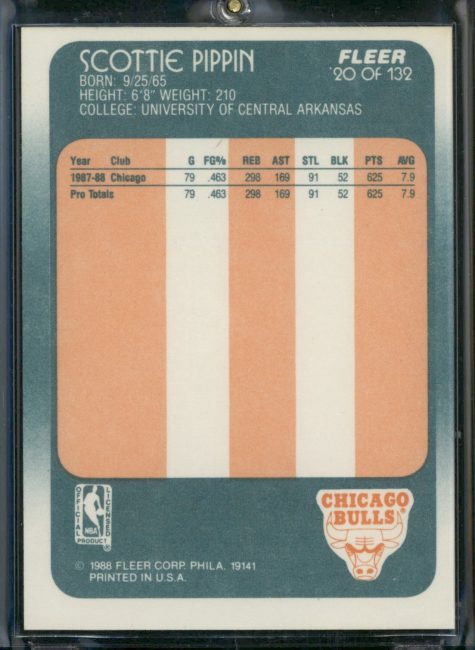 SCOTTIE PIPPIN
FLEER
BORN: 9/25/65
20 OF 132
HEIGHT: 6'8" WEIGHT: 210
COLLEGE: UNIVERSITY OF CENTRAL ARKANSAS
Year Club G FG% REB AST STL BLK PTS AVG
1987-88 Chicago 79 .463 298 169 91 52 625 7.9
Pro Totals 79 .463 298 169 91 52 625 7.9
OFFICIAL NBA LICENSED PRODUCT
CHICAGO
BULLS
© 1988 FLEER CORP. PHILA. 19141
PRINTED IN U.S.A.